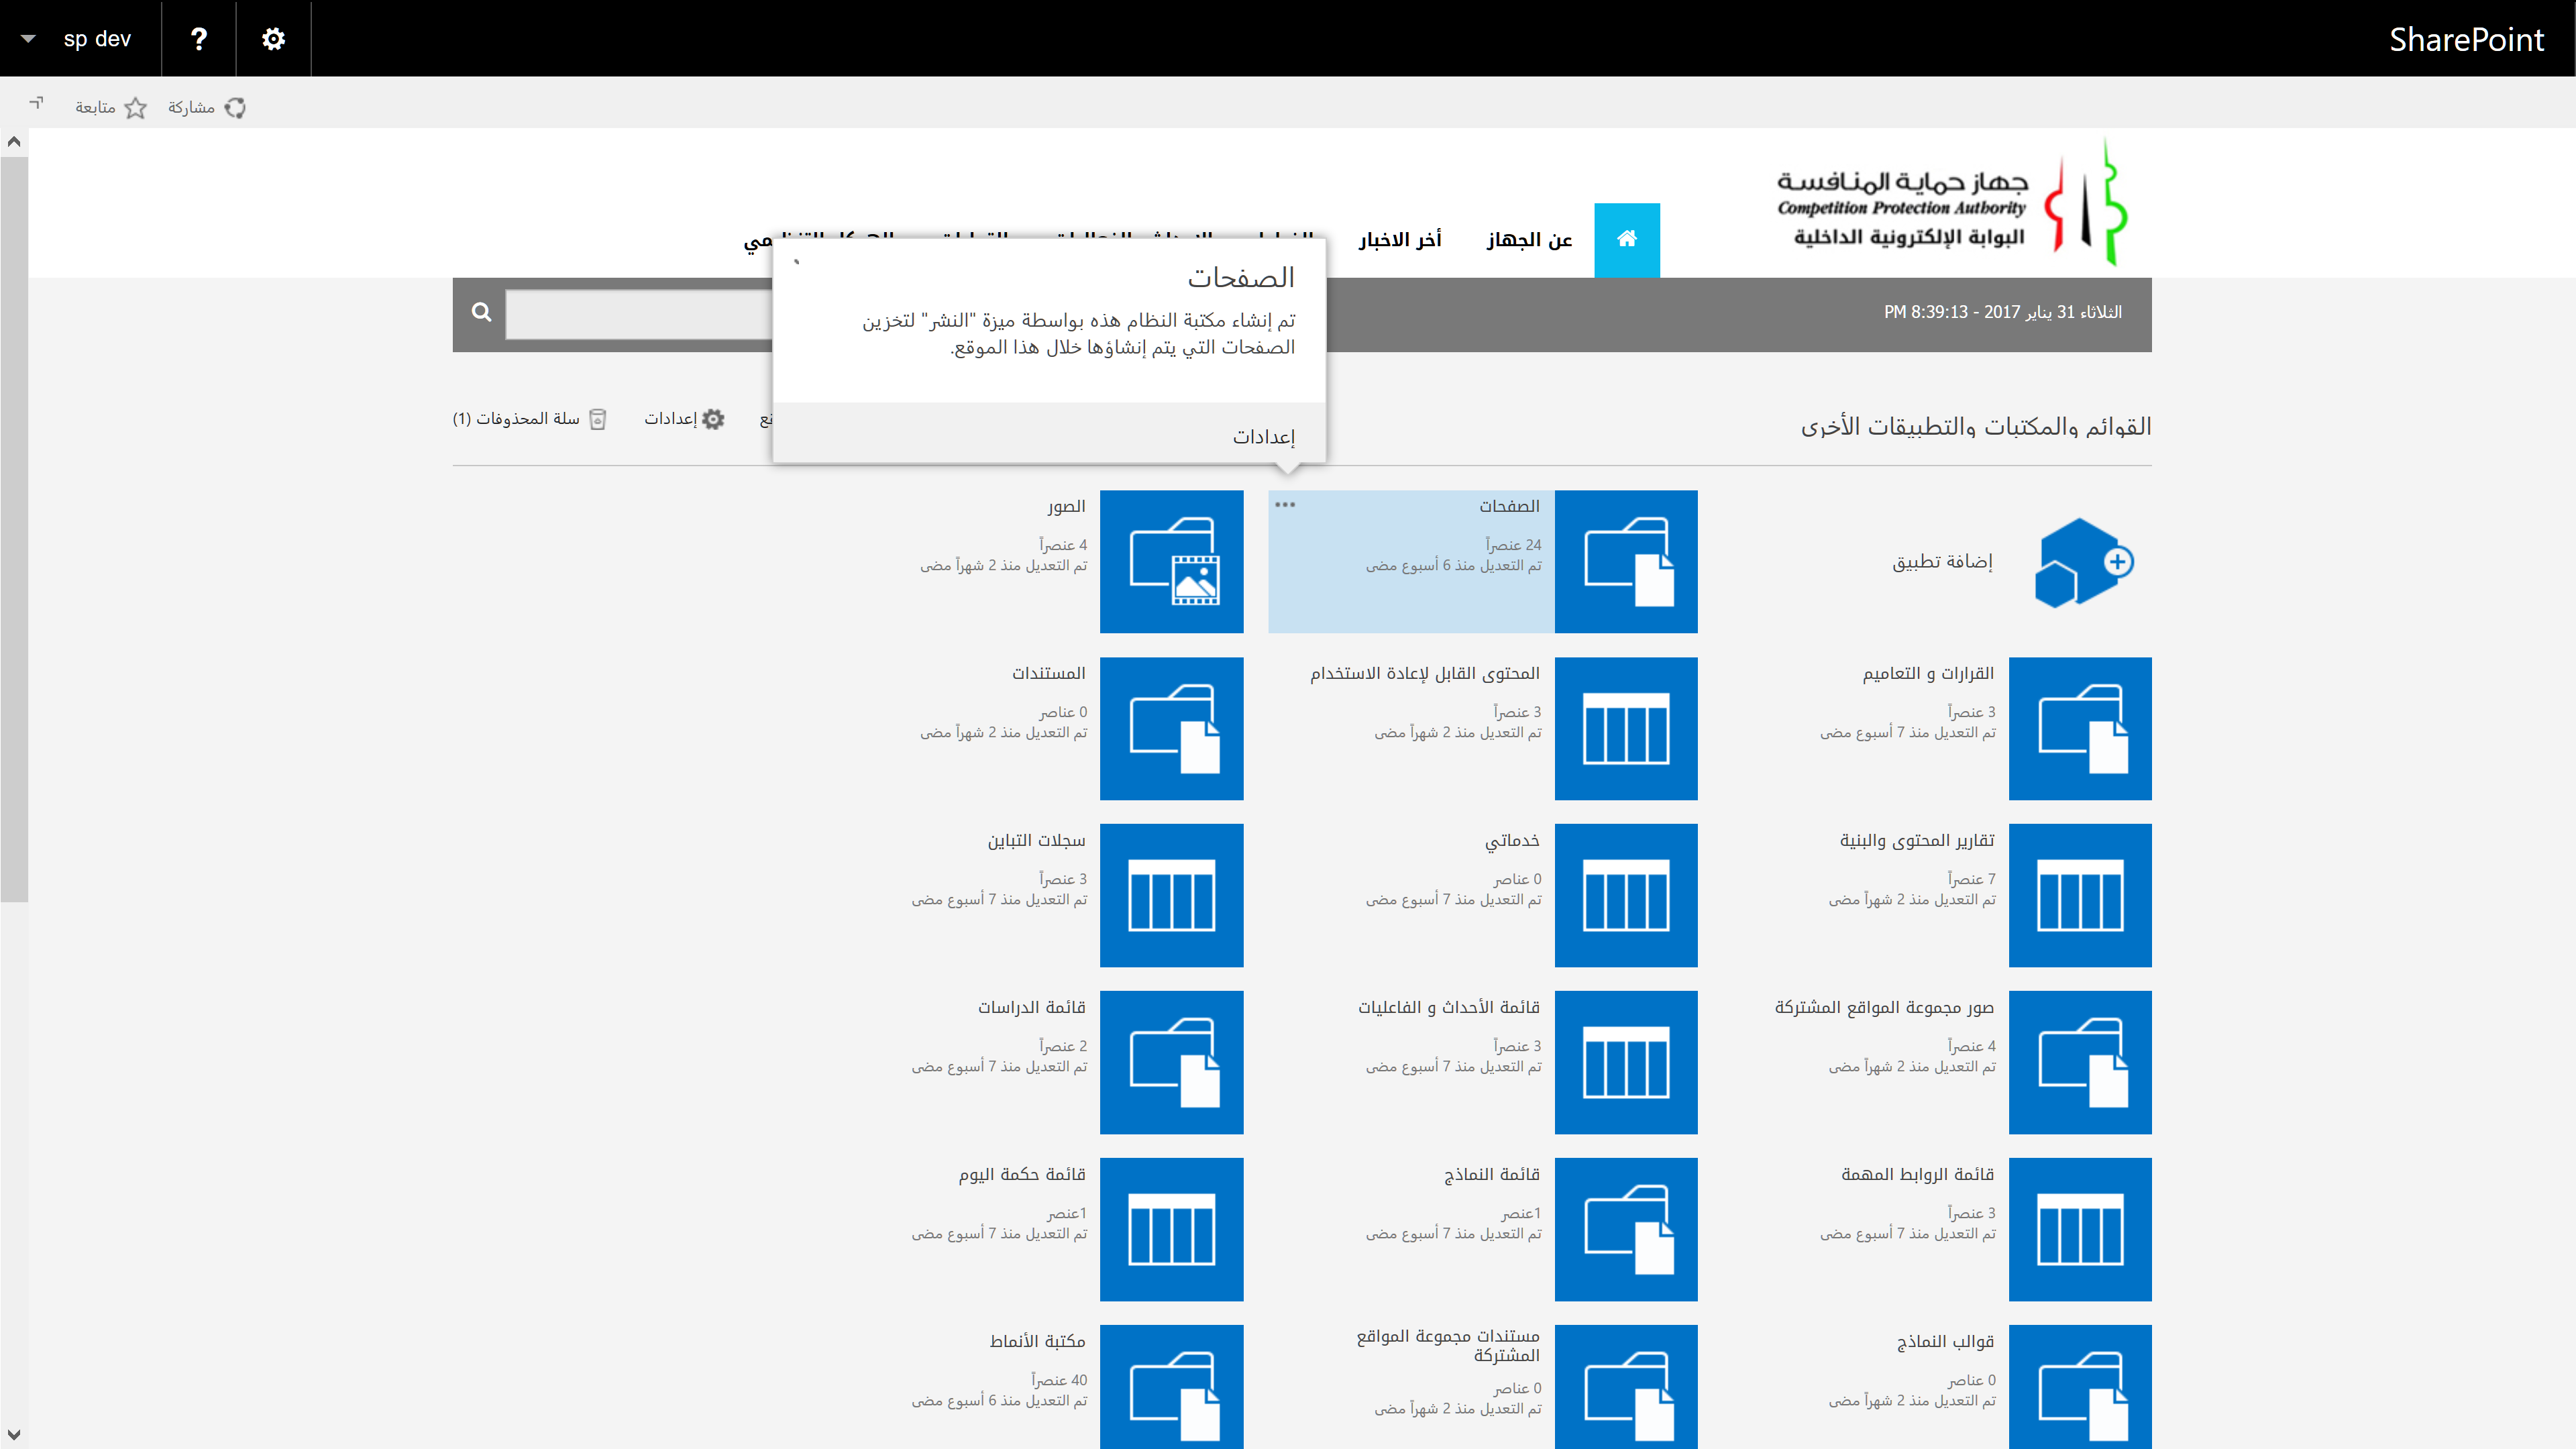 SharePoint
sp dev
?
مشاركة
متابعة
جهاز حماية المنافسة
Competition Protection Authority
البوابة الإلكترونية الداخلية
عن الجهاز
أخر الاخبار
الثلاثاء 31 يناير 2017 - 8:39:13 PM
الصفحات
تم إنشاء مكتبة النظام هذه بواسطة ميزة "النشر" لتخزين
الصفحات التي يتم إنشاؤها خلال هذا الموقع.
إعدادات
القوائم والمكتبات والتطبيقات الأخرى
إعدادات
سلة المحذوفات (1)
إضافة تطبيق
الصفحات
24 عنصراً
تم التعديل منذ 6 أسبوع مضى
الصور
4 عنصراً
تم التعديل منذ 2 شهراً مضى
القرارات و التعاميم
3 عنصراً
تم التعديل منذ 7 أسبوع مضى
المحتوى القابل لإعادة الاستخدام
3 عنصراً
تم التعديل منذ 2 شهراً مضى
المستندات
0 عناصر
تم التعديل منذ 2 شهراً مضى
تقارير المحتوى والبنية
7 عنصراً
تم التعديل منذ 2 شهراً مضى
خدماتي
0 عناصر
تم التعديل منذ 7 أسبوع مضى
سجلات التباين
3 عنصراً
تم التعديل منذ 7 أسبوع مضى
صور مجموعة المواقع المشتركة
4 عنصراً
تم التعديل منذ 2 شهراً مضى
قائمة الأحداث و الفاعليات
3 عنصراً
تم التعديل منذ 7 أسبوع مضى
قائمة الدراسات
2 عنصراً
تم التعديل منذ 7 أسبوع مضى
قائمة الروابط المهمة
3 عنصراً
تم التعديل منذ 7 أسبوع مضى
قائمة النماذج
1عنصر
تم التعديل منذ 7 أسبوع مضى
قائمة حكمة اليوم
1عنصر
تم التعديل منذ 7 أسبوع مضى
قوالب النماذج
0 عناصر
تم التعديل منذ 2 شهراً مضى
مستندات مجموعة المواقع
المشتركة
0 عناصر
تم التعديل منذ 2 شهراً مضى
مكتبة الأنماط
40 عنصراً
تم التعديل منذ 6 أسبوع مضى